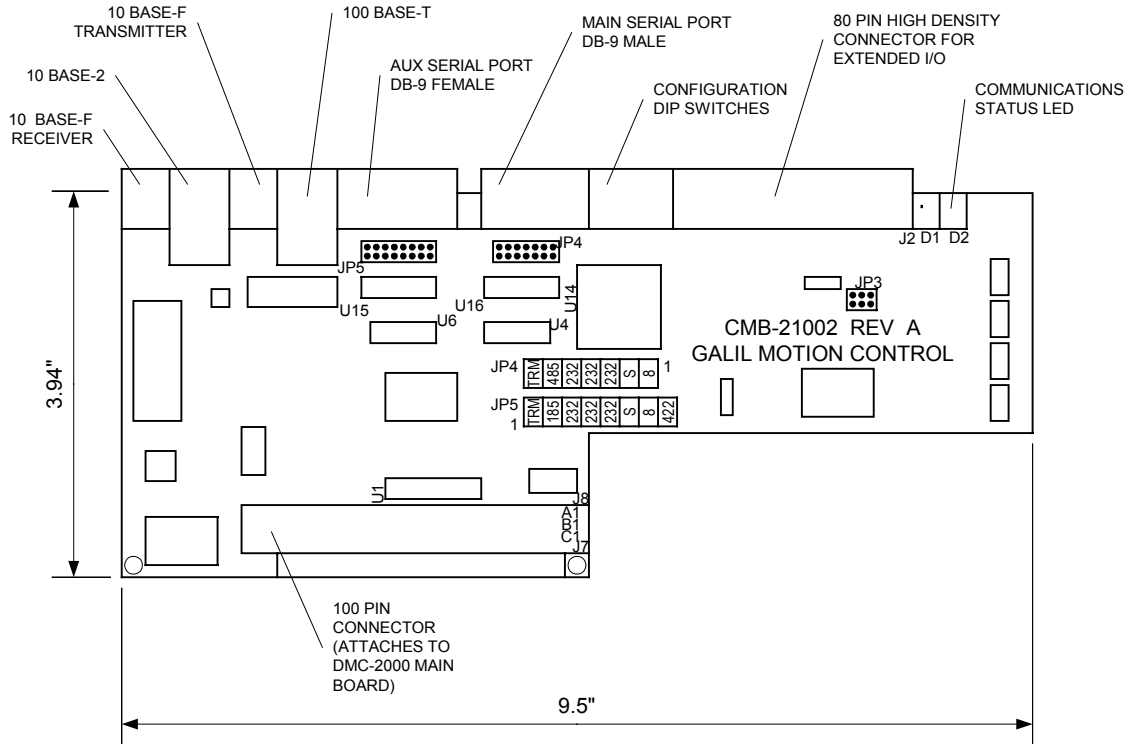 10 BASE-F
TRANSMITTER
100 BASE-T
MAIN SERIAL PORT
DB-9 MALE
80 PIN HIGH DENSITY
CONNECTOR FOR
EXTENDED I/O
10 BASE-2
AUX SERIAL PORT
DB-9 FEMALE
CONFIGURATION
DIP SWITCHES
COMMUNICATIONS
STATUS LED
10 BASE-F
RECEIVER
J2 D1 D2
JP4
JP5
U15
U16
U14
JP3
U6
U4
CMB-21002 REV A
GALIL MOTION CONTROL
3.94"
JP4
TRM 485 232 232 232 S 8
1
JP5
1
TRM 185 232 232 232 S 8 422
U1
J8
A1
B1
C1
J7
100 PIN
CONNECTOR
(ATTACHES TO
DMC-2000 MAIN
BOARD)
9.5"